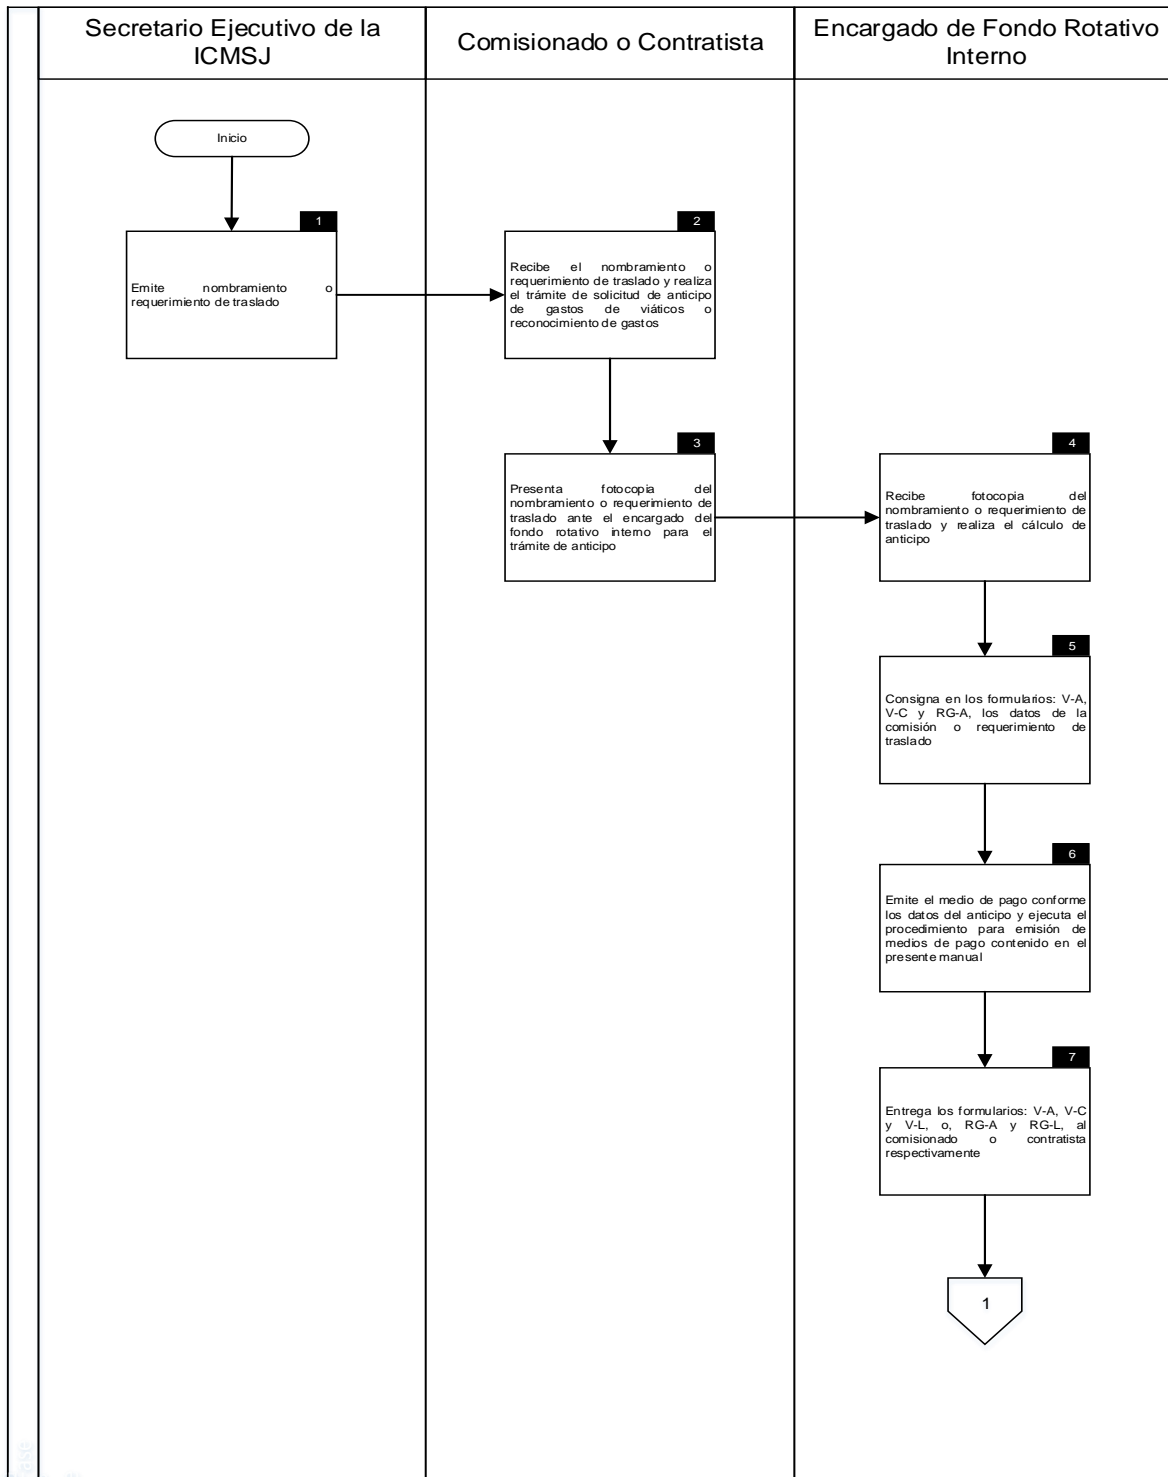 Secretario Ejecutivo de la
ICMSJ
Comisionado o Contratista
Encargado de Fondo Rotativo
Interno
Inicio
1
Emite nombramiento o
requerimiento de traslado
2
Recibe el nombramiento o
requerimiento de traslado y realiza
el trámite de solicitud de anticipo
de gastos de viáticos o
reconocimiento de gastos
3
Presenta fotocopia del
nombramiento o requerimiento de
traslado ante el encargado del
fondo rotativo interno para el
trámite de anticipo
4
Recibe fotocopia del
nombramiento o requerimiento de
traslado y realiza el cálculo de
anticipo
5
Consigna en los formularios: V-A,
V-C y RG-A, los datos de la
comisión o requerimiento de
traslado
6
Emite el medio de pago conforme
los datos del anticipo y ejecuta el
procedimiento para emisión de
medios de pago contenido en el
presente manual
7
Entrega los formularios: V-A, V-C
y V-L, o, RG-A y RG-L, al
comisionado o contratista
respectivamente
1